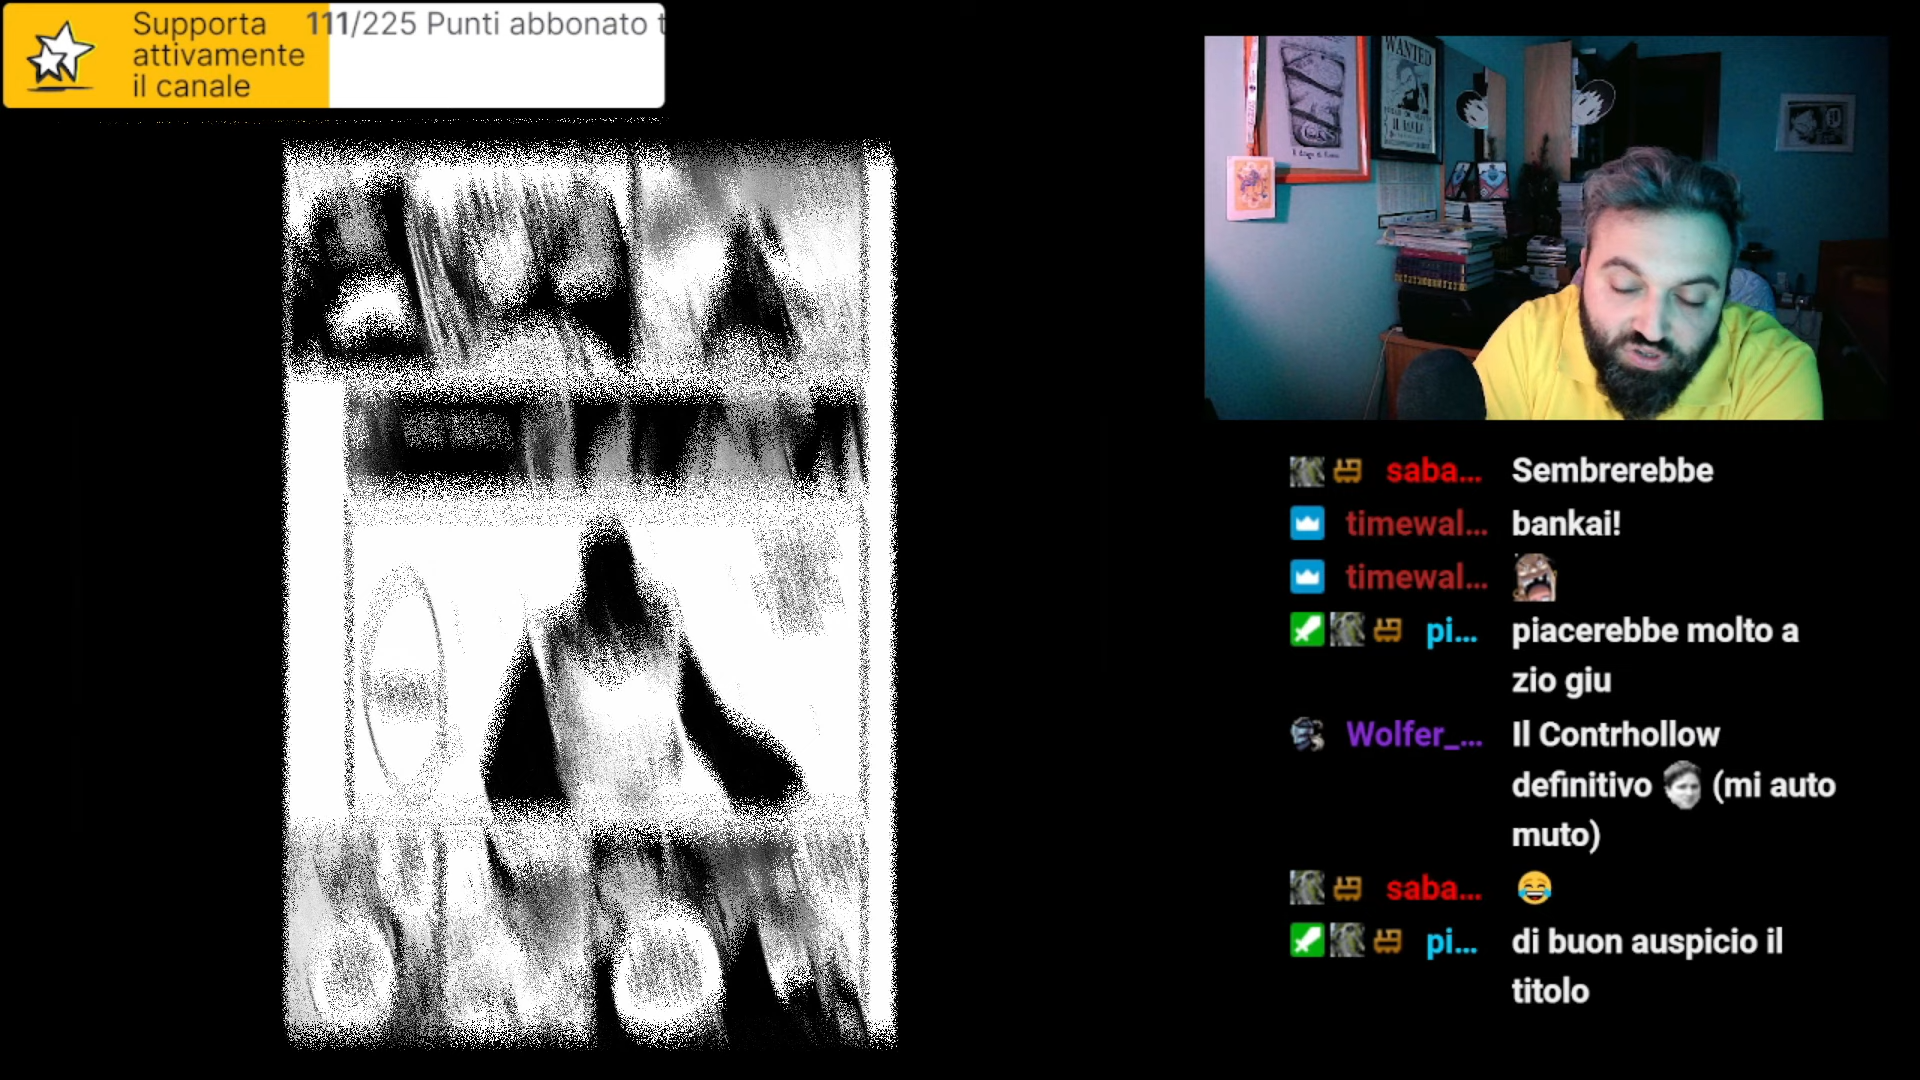 Supporta
attivamente
il canale
111/225 Punti abbonato t
WANTED
saba... Sembrerebbe
timewal... bankai!
timewal...
pi... piacerebbe molto a
zio giu
Wolfer_... Il Contrhollow
definitivo (mi auto
muto)
saba... 😂
pi... di buon auspicio il
titolo